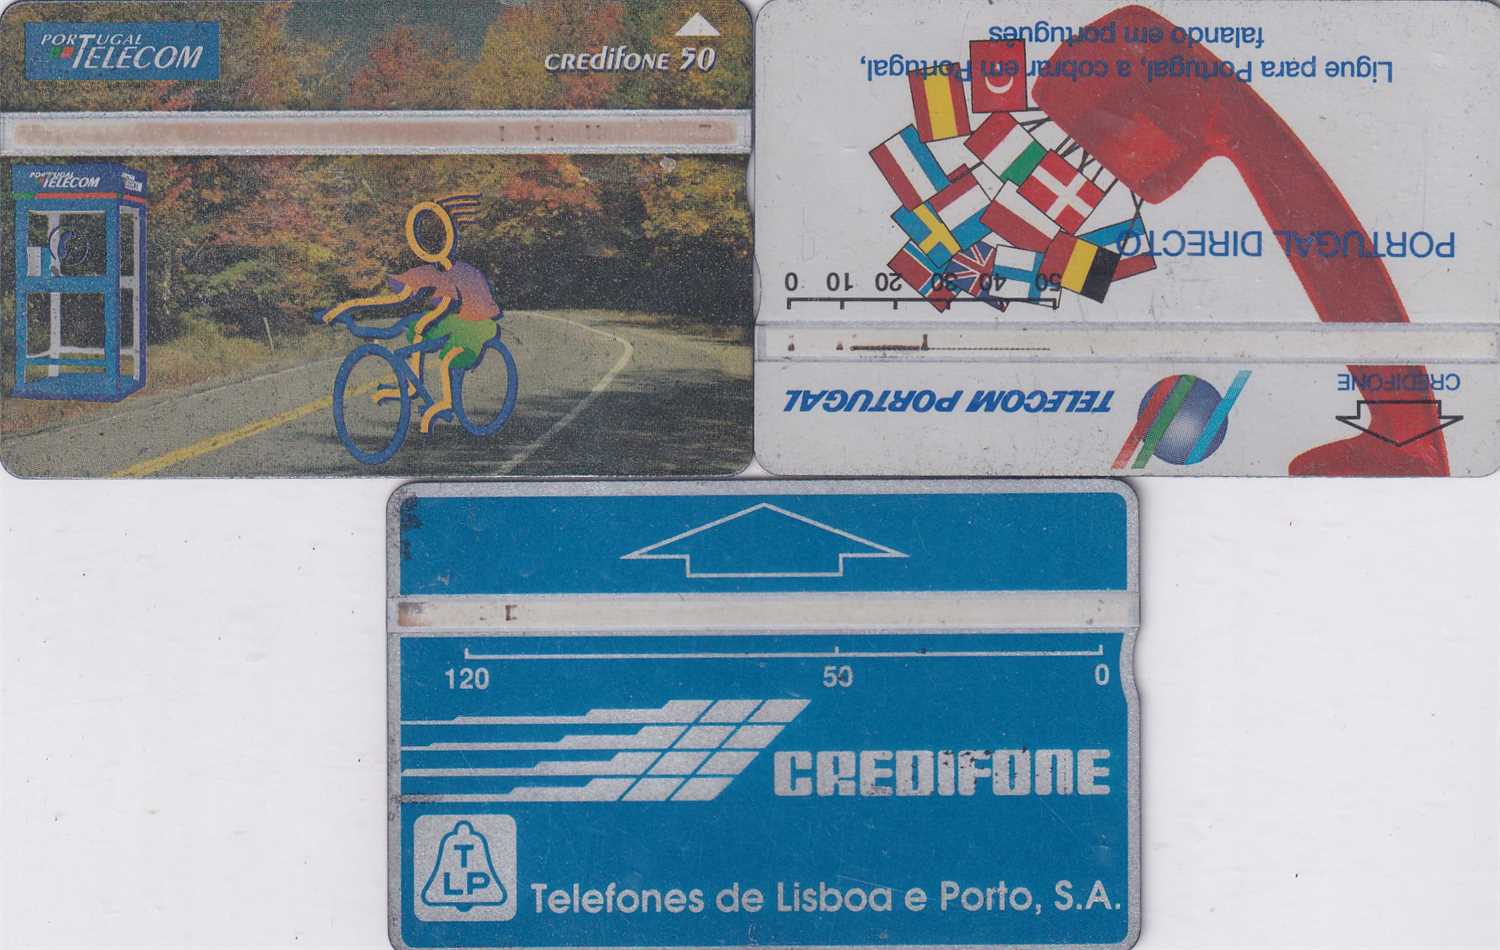 PORTUGAL
TELECOM
CREDIFONE 50
PORTUGAL
TELECOM
Ligue para Portugal, a cobrar em Portugal,
falando em português
PORTUGAL DIRECTO
0 10 20 30 40 50
TELECOM PORTUGAL
CREDIFONE
120 50 0
CREDIFONE
T
LP
Telefones de Lisboa e Porto, S.A.